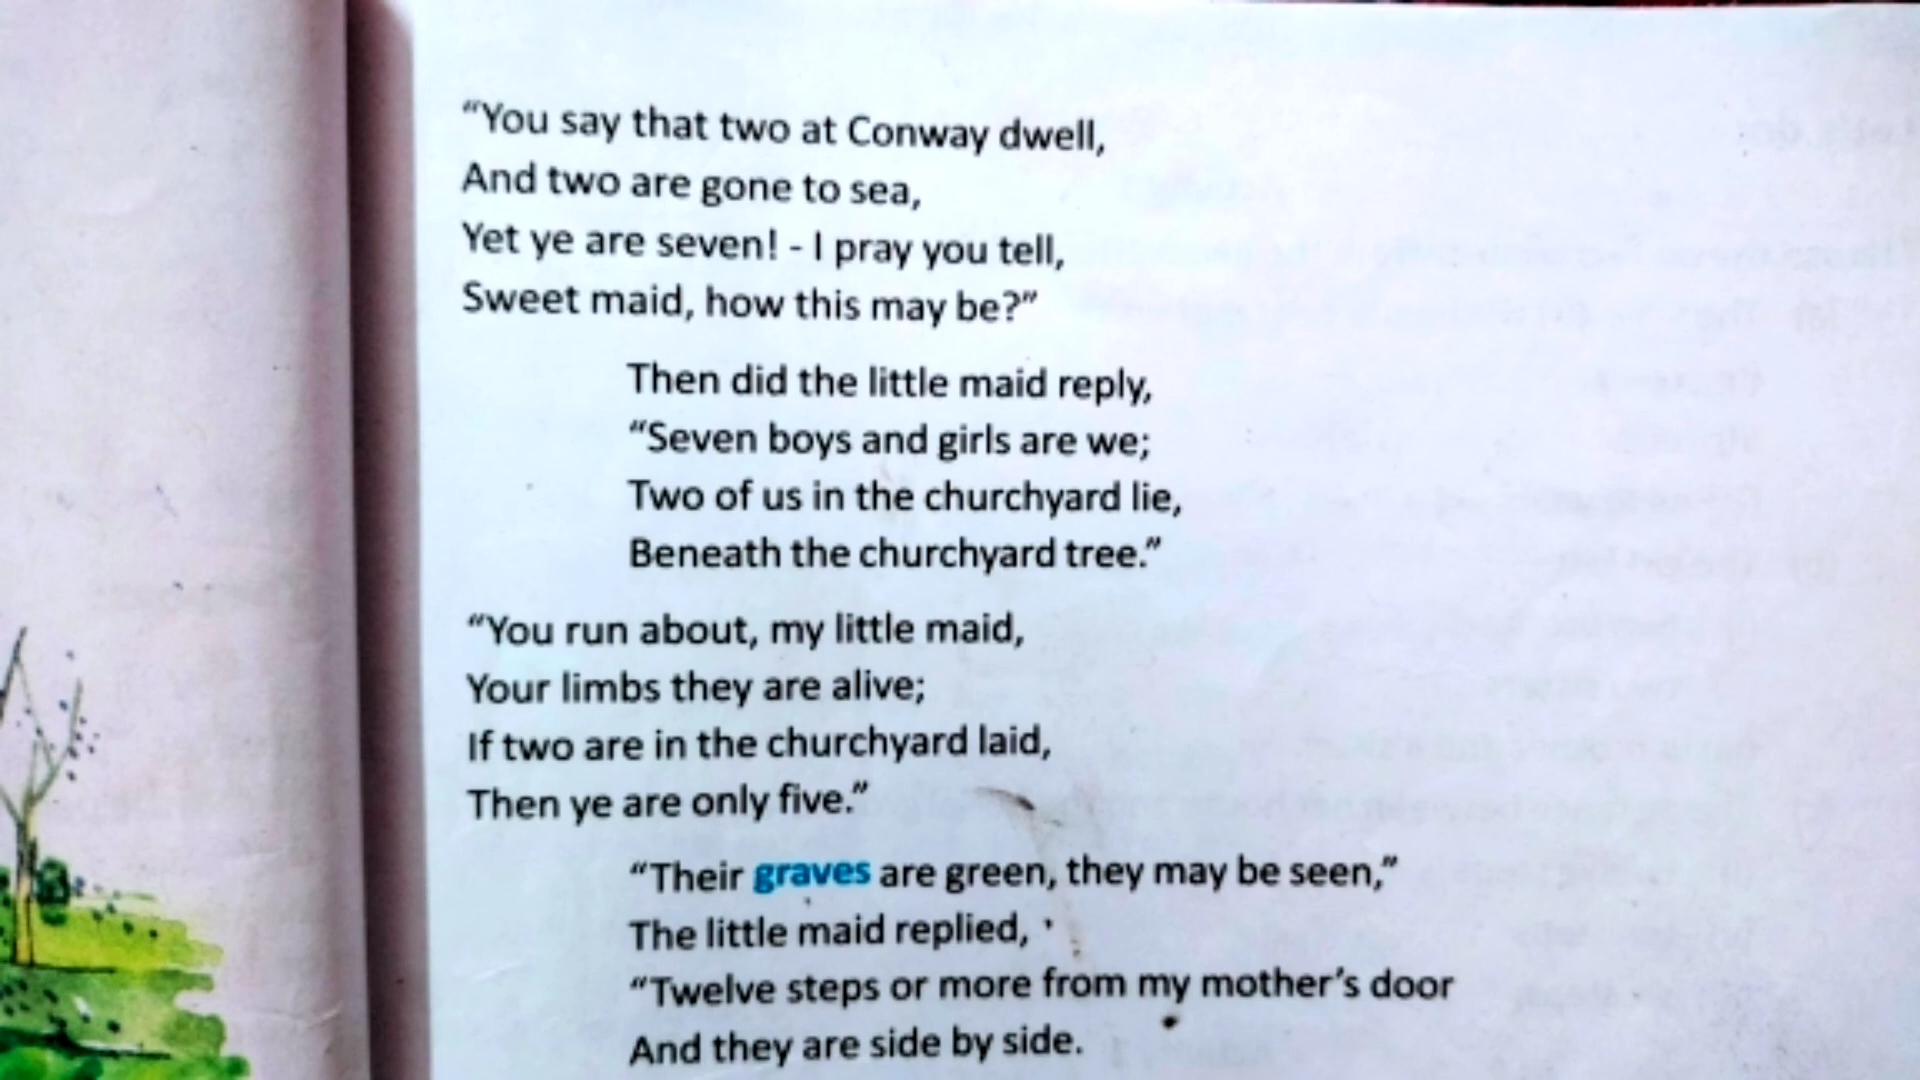 “You say that two at Conway dwell,
And two are gone to sea,
Yet ye are seven! - I pray you tell,
Sweet maid, how this may be?”
Then did the little maid reply,
“Seven boys and girls are we;
Two of us in the churchyard lie,
Beneath the churchyard tree.”
“You run about, my little maid,
Your limbs they are alive;
If two are in the churchyard laid,
Then ye are only five.”
“Their graves are green, they may be seen,”
The little maid replied,
“Twelve steps or more from my mother’s door
And they are side by side.